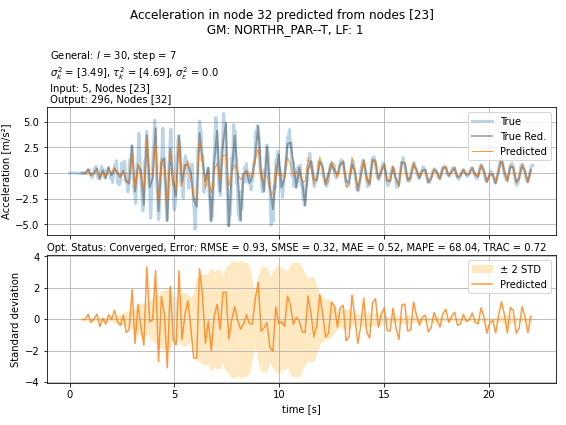 Acceleration in node 32 predicted from nodes [23]
GM: NORTHR_PAR--T, LF: 1
General: l = 30, step = 7
σ²ₖ = [3.49], τ²ₖ = [4.69], σ²ε = 0.0
Input: 5, Nodes [23]
Output: 296, Nodes [32]
Acceleration [m/s²]
5.0
2.5
0.0
−2.5
−5.0
True
True Red.
Predicted
Opt. Status: Converged, Error: RMSE = 0.93, SMSE = 0.32, MAE = 0.52, MAPE = 68.04, TRAC = 0.72
Standard deviation
4
2
0
−2
−4
± 2 STD
Predicted
0
5
10
15
20
time [s]